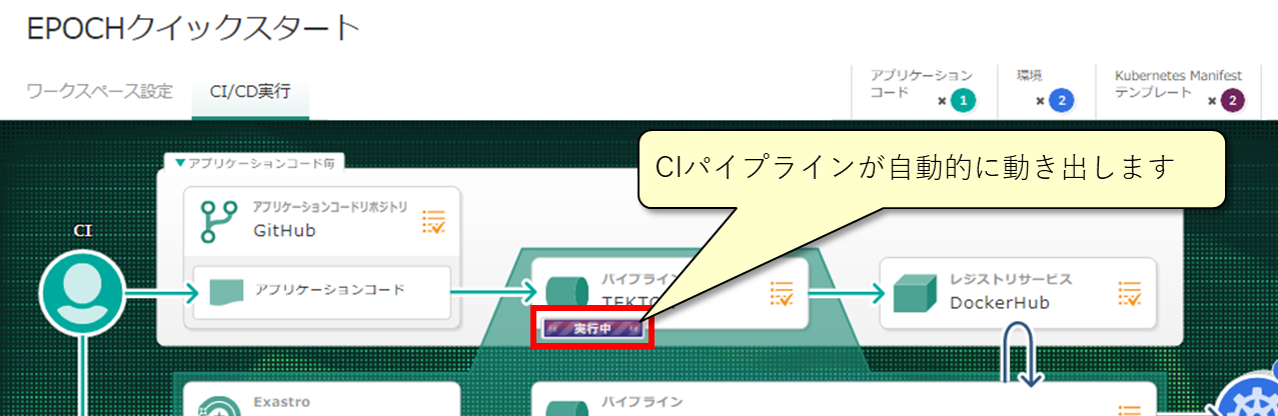 EPOCHクイックスタート
ワークスペース設定
CI/CD実行
アプリケーション
コード
×
1
環境
×
2
Kubernetes Manifest
テンプレート
×
2
CIパイプラインが自動的に動き出します
▼アプリケーションコード毎
CI
アプリケーションコードリポジトリ
GitHub
アプリケーションコード
パイプライン
実行中
レジストリサービス
DockerHub
Exastro
パイプライン